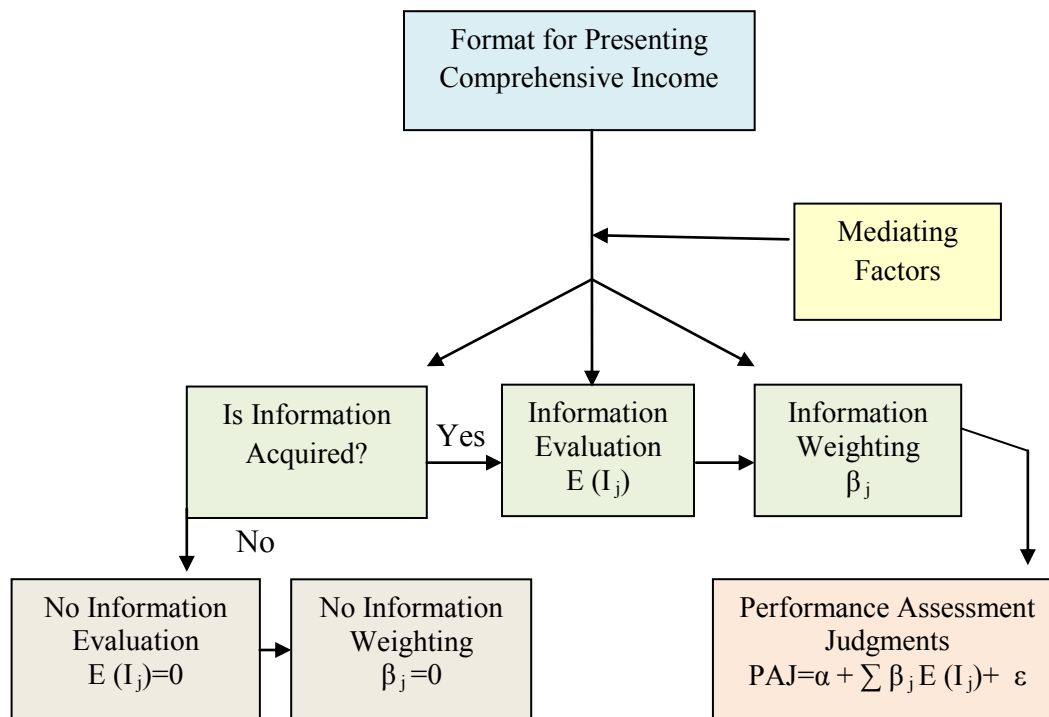 Format for Presenting
Comprehensive Income
Mediating
Factors
Is Information
Acquired?
Yes
Information
Evaluation
E (I j)
Information
Weighting
β j
No
No Information
Evaluation
E (I j)=0
No Information
Weighting
β j =0
Performance Assessment
Judgments
PAJ=α + ∑ β j E (I j)+ ε